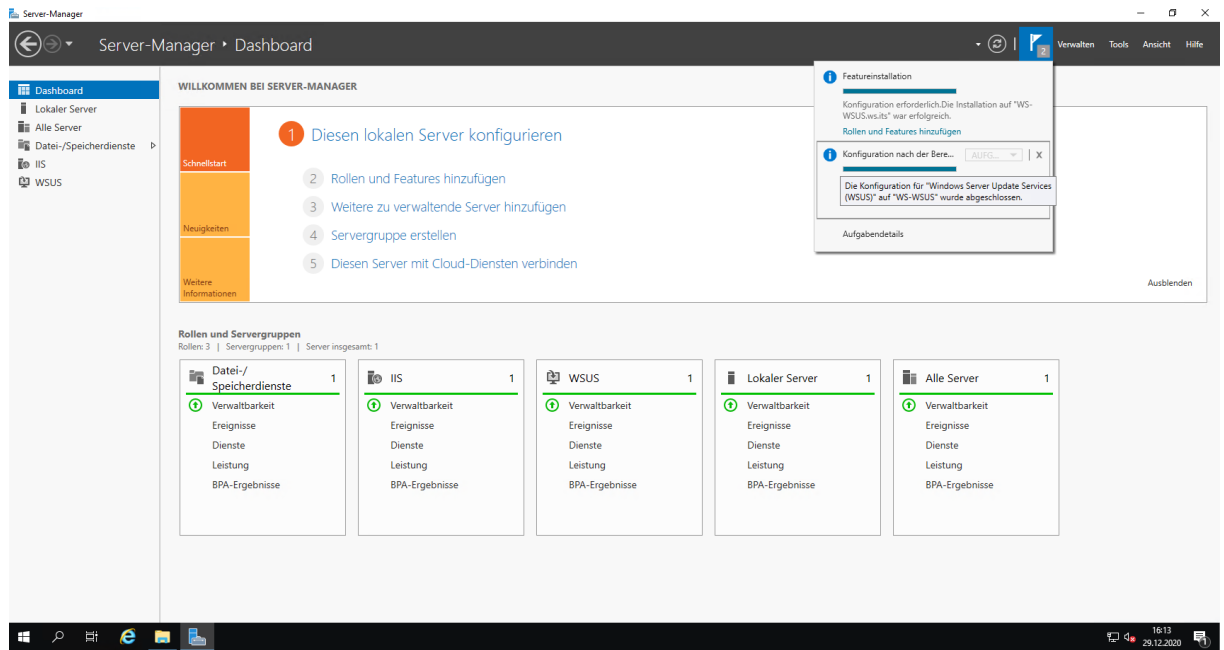 Server-Manager
Server-Manager ‣ Dashboard
2
Verwalten Tools Ansicht Hilfe
Dashboard
Lokaler Server
Alle Server
Datei-/Speicherdienste
IIS
WSUS
WILLKOMMEN BEI SERVER-MANAGER
Schnellstart
Neuigkeiten
Weitere
Informationen
1 Diesen lokalen Server konfigurieren
2 Rollen und Features hinzufügen
3 Weitere zu verwaltende Server hinzufügen
4 Servergruppe erstellen
5 Diesen Server mit Cloud-Diensten verbinden
Ausblenden
Featureinstallation
Konfiguration erforderlich.Die Installation auf "WS-
WSUS.ws.its" war erfolgreich.
Rollen und Features hinzufügen
Konfiguration nach der Bere... AUFG... X
Die Konfiguration für "Windows Server Update Services
(WSUS)" auf "WS-WSUS" wurde abgeschlossen.
Aufgabendetails
Rollen und Servergruppen
Rollen: 3 | Servergruppen: 1 | Server insgesamt: 1
Datei-/
Speicherdienste 1
Verwaltbarkeit
Ereignisse
Dienste
Leistung
BPA-Ergebnisse
IIS 1
Verwaltbarkeit
Ereignisse
Dienste
Leistung
BPA-Ergebnisse
WSUS 1
Verwaltbarkeit
Ereignisse
Dienste
Leistung
BPA-Ergebnisse
Lokaler Server 1
Verwaltbarkeit
Ereignisse
Dienste
Leistung
BPA-Ergebnisse
Alle Server 1
Verwaltbarkeit
Ereignisse
Dienste
Leistung
BPA-Ergebnisse
16:13
29.12.2020
1